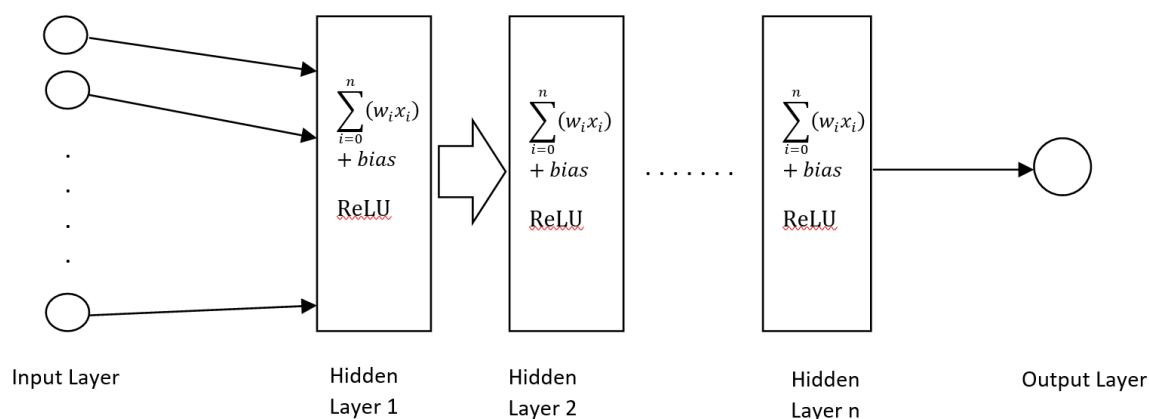 n
∑(wᵢxᵢ)
i=0
+ bias
ReLU
n
∑(wᵢxᵢ)
i=0
+ bias
ReLU
.......
n
∑(wᵢxᵢ)
i=0
+ bias
ReLU
Input Layer
Hidden
Layer 1
Hidden
Layer 2
Hidden
Layer n
Output Layer